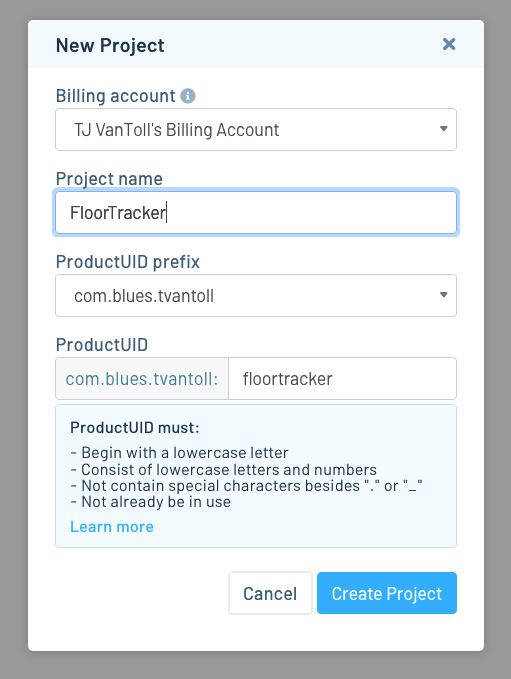 New Project
Billing account
TJ VanToll's Billing Account
Project name
FloorTracker
ProductUID prefix
com.blues.tvantoll
ProductUID
com.blues.tvantoll: floortracker
ProductUID must:
- Begin with a lowercase letter
- Consist of lowercase letters and numbers
- Not contain special characters besides "." or "_"
- Not already be in use
Learn more
Cancel Create Project